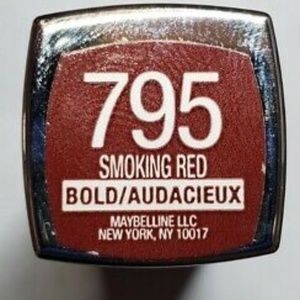 795
SMOKING RED
BOLD/AUDACIEUX
MAYBELLINE LLC
NEW YORK, NY 10017